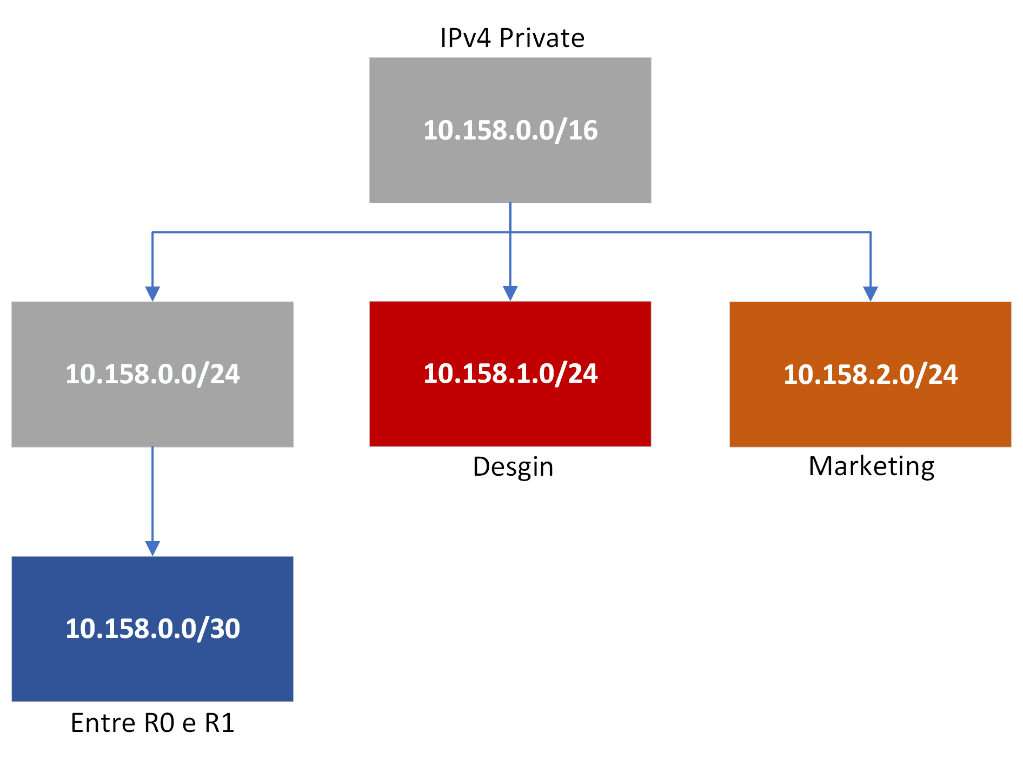 IPv4 Private
10.158.0.0/16
10.158.0.0/24
10.158.1.0/24
10.158.2.0/24
Desgin
Marketing
10.158.0.0/30
Entre R0 e R1